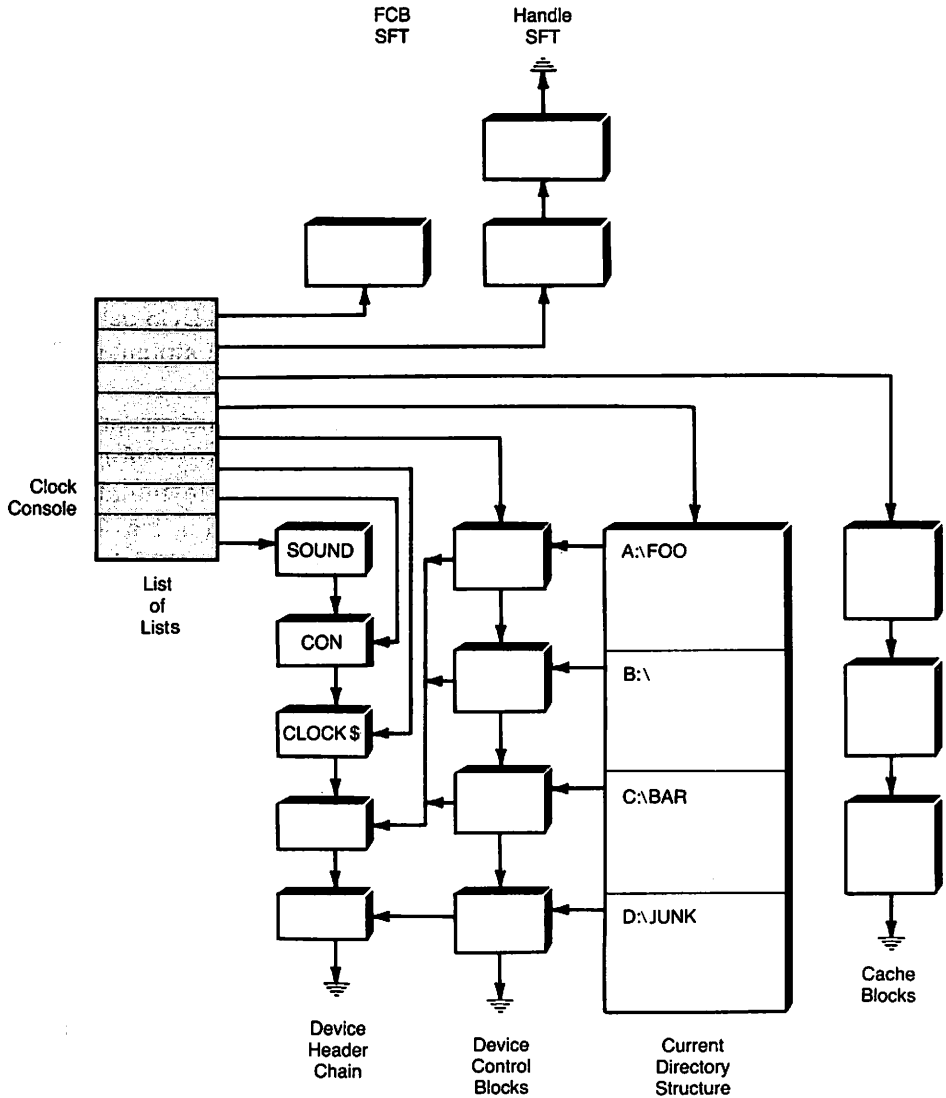 FCB
SFT
Handle
SFT
Clock
Console
List
of
Lists
SOUND
CON
CLOCK $
A:\FOO
B:\
C:\BAR
D:\JUNK
Device
Header
Chain
Device
Control
Blocks
Current
Directory
Structure
Cache
Blocks